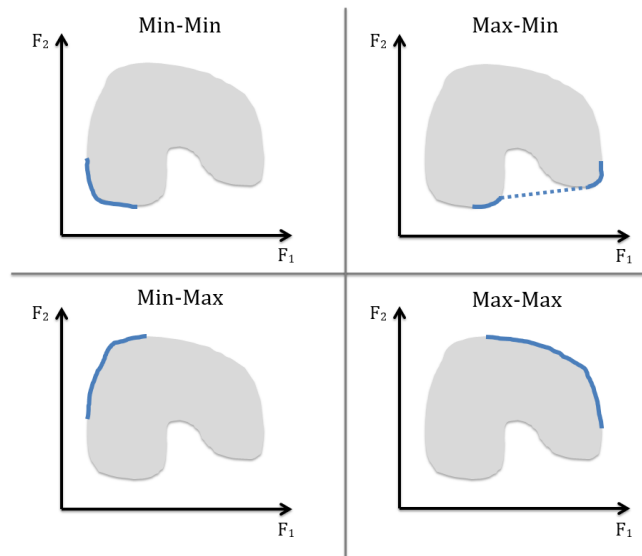 Min-Min
F₂
F₁
Max-Min
F₂
F₁
Min-Max
F₂
F₁
Max-Max
F₂
F₁